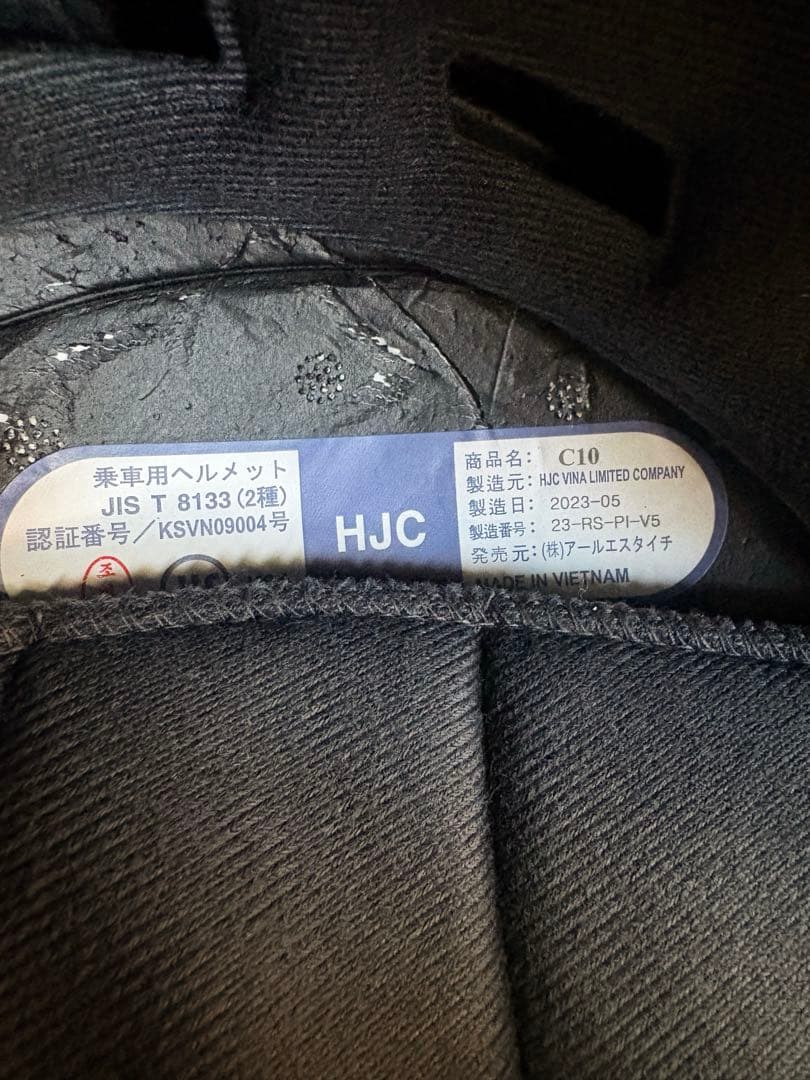 乗車用ヘルメット
JIS T 8133(2種)
認証番号/KSVN09004号
HJC
商品名: C10
製造元: HJC VINA LIMITED COMPANY
製造日: 2023-05
製造番号: 23-RS-PI-V5
発売元: (株)アールエスタイチ
MADE IN VIETNAM